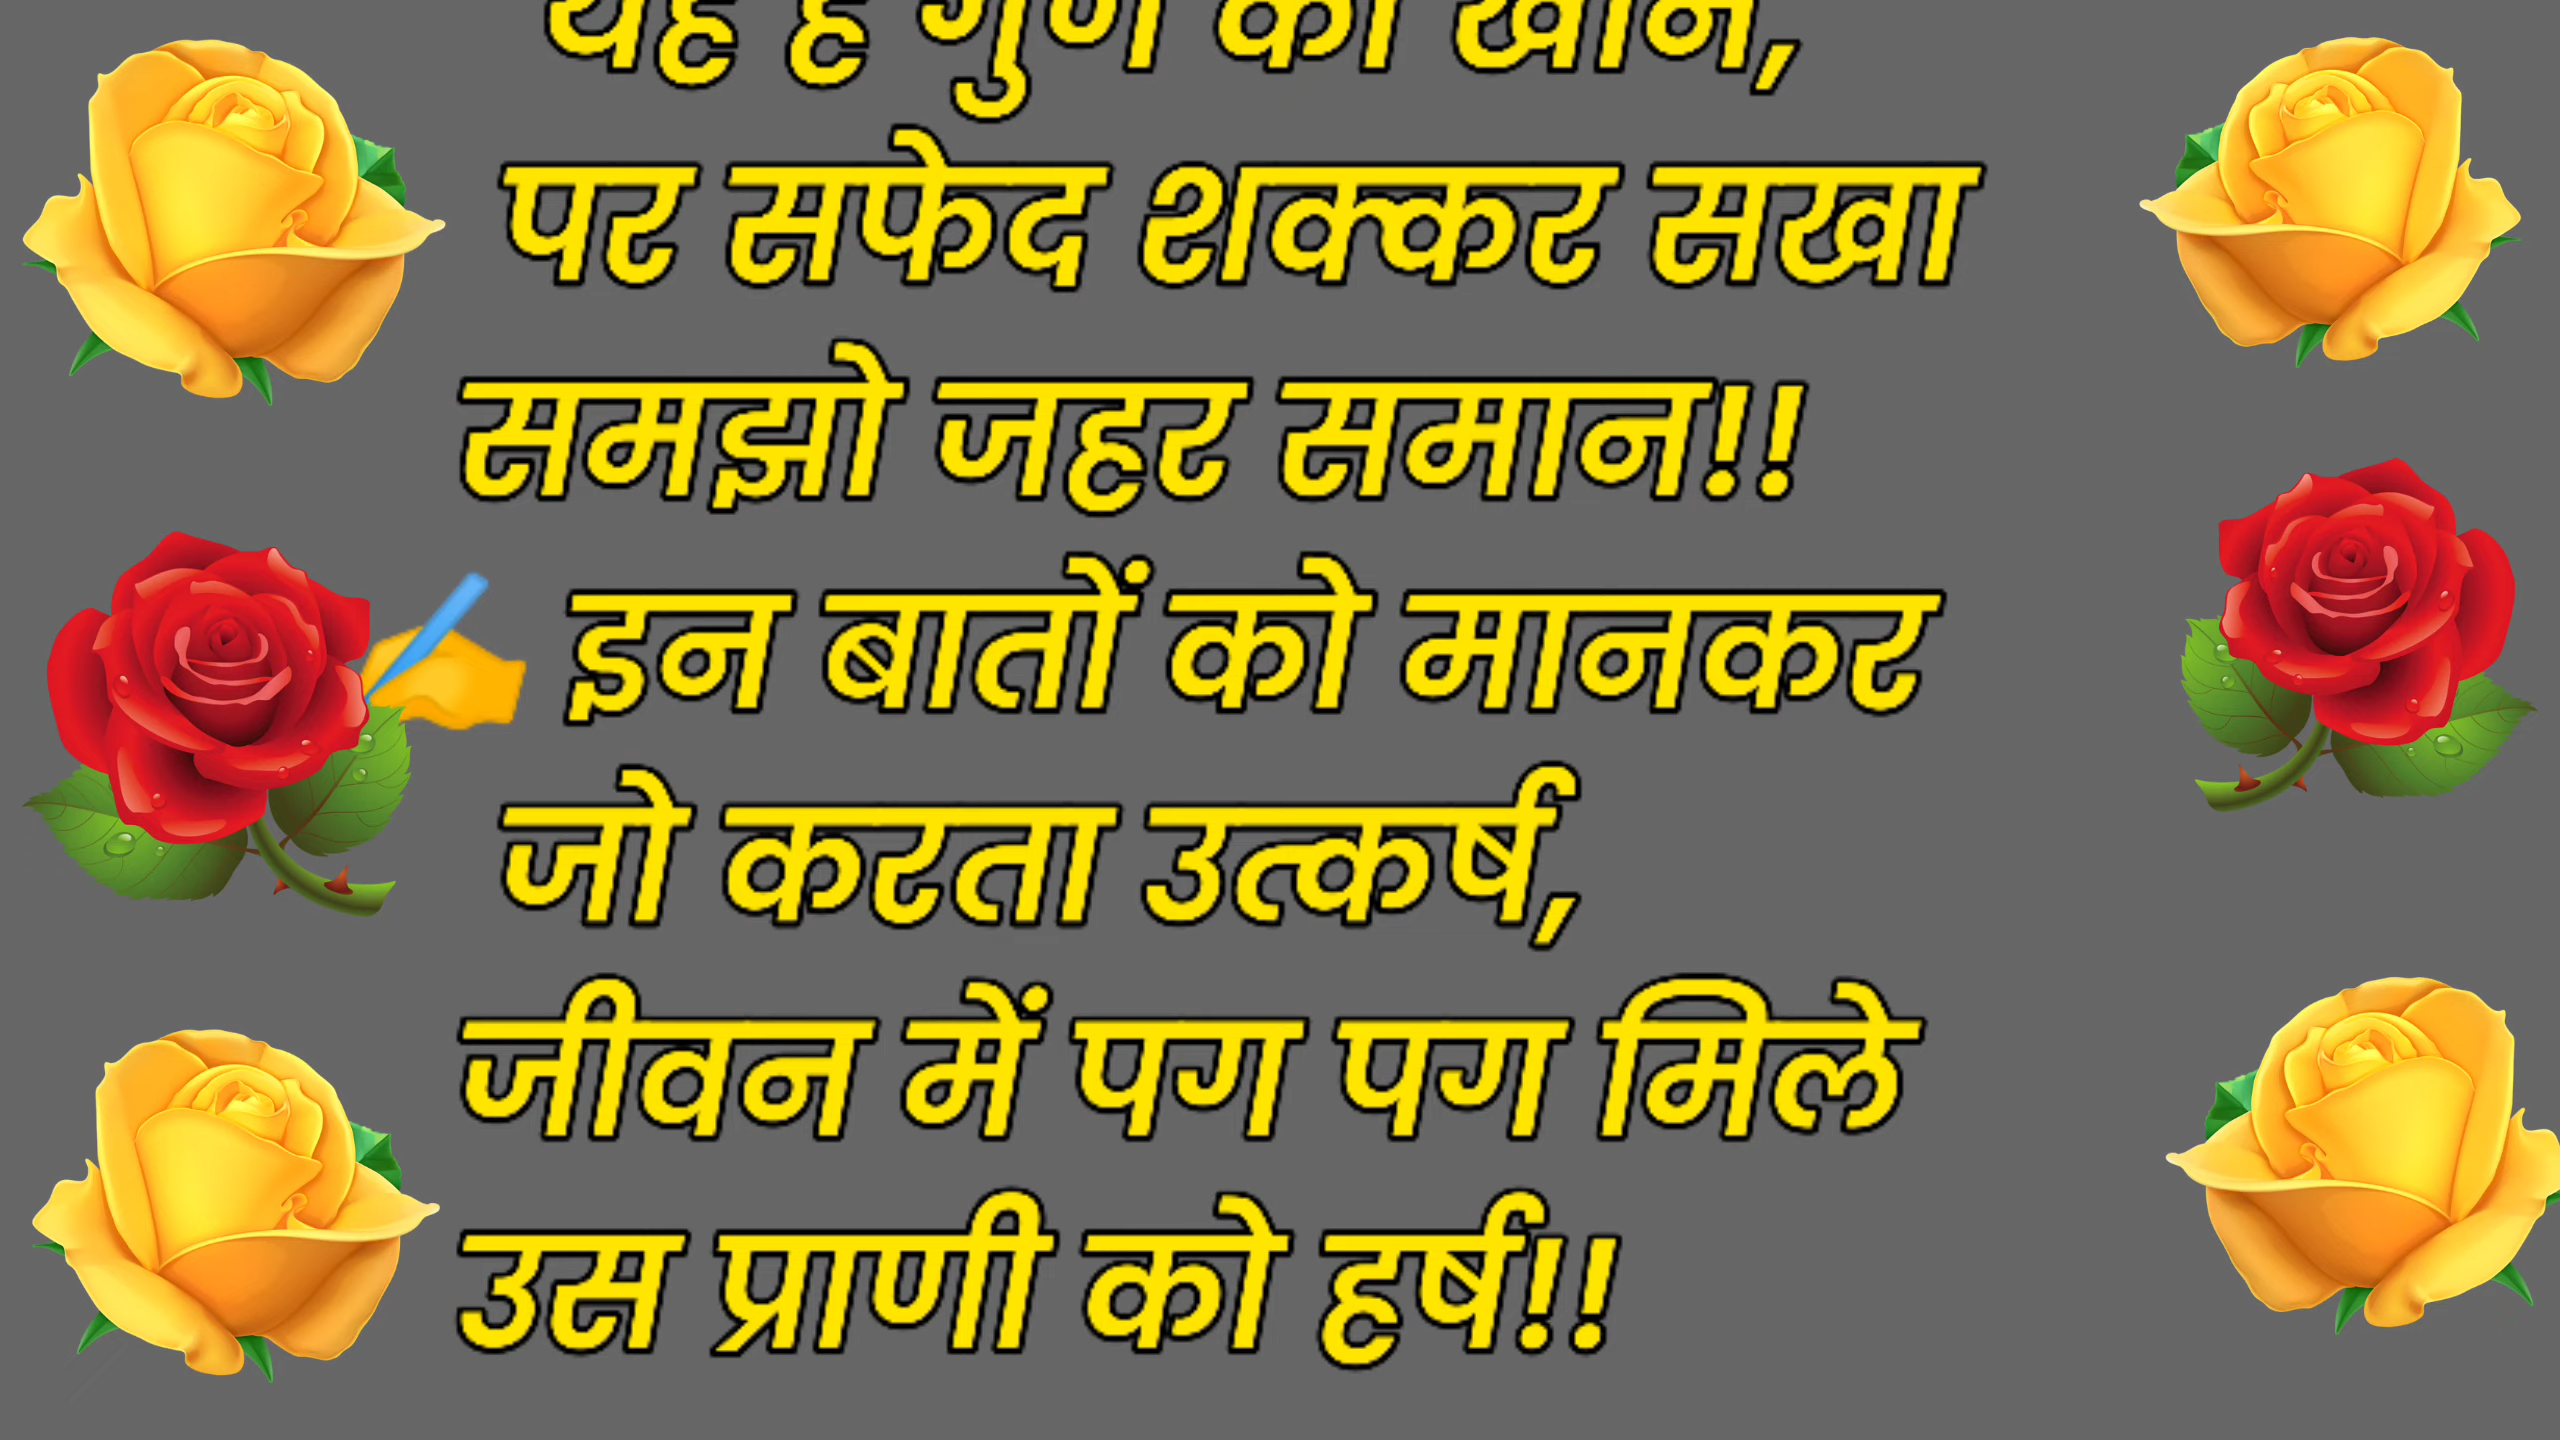 यह है गुण की खान,
पर सफेद शक्कर सखा
समझो जहर समान!!
इन बातों को मानकर
जो करता उत्कर्ष,
जीवन में पग पग मिले
उस प्राणी को हर्ष!!